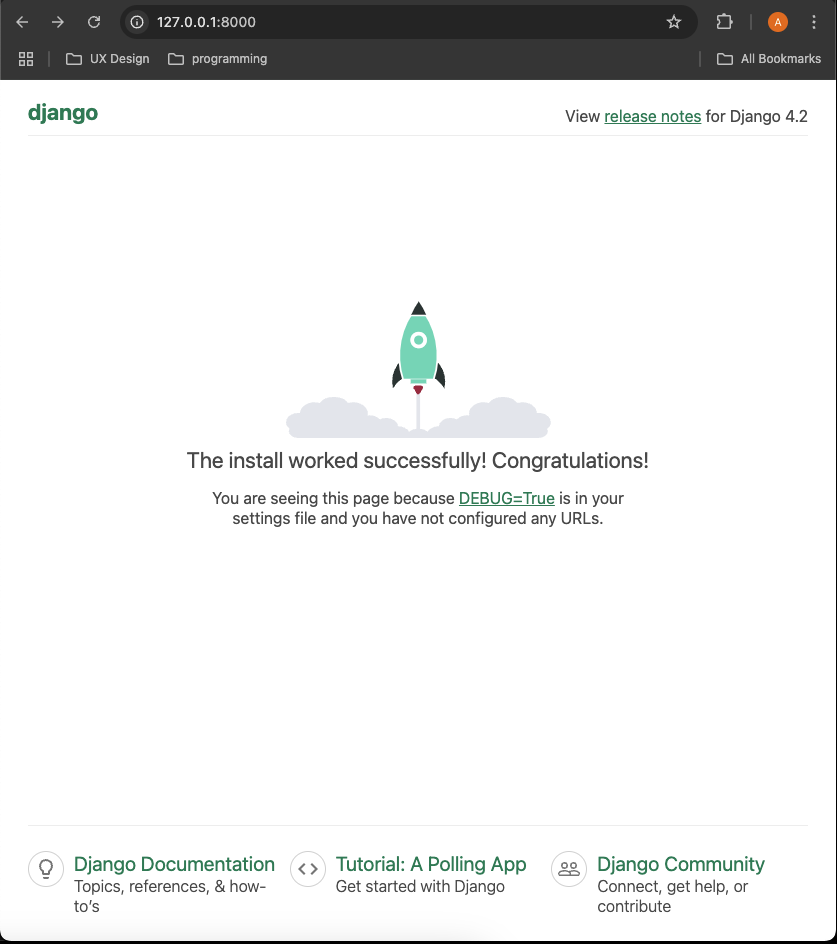 127.0.0.1:8000
A
UX Design
programming
All Bookmarks
django
View release notes for Django 4.2
The install worked successfully! Congratulations!
You are seeing this page because DEBUG=True is in your
settings file and you have not configured any URLs.
Django Documentation
Topics, references, & how-
to’s
Tutorial: A Polling App
Get started with Django
Django Community
Connect, get help, or
contribute